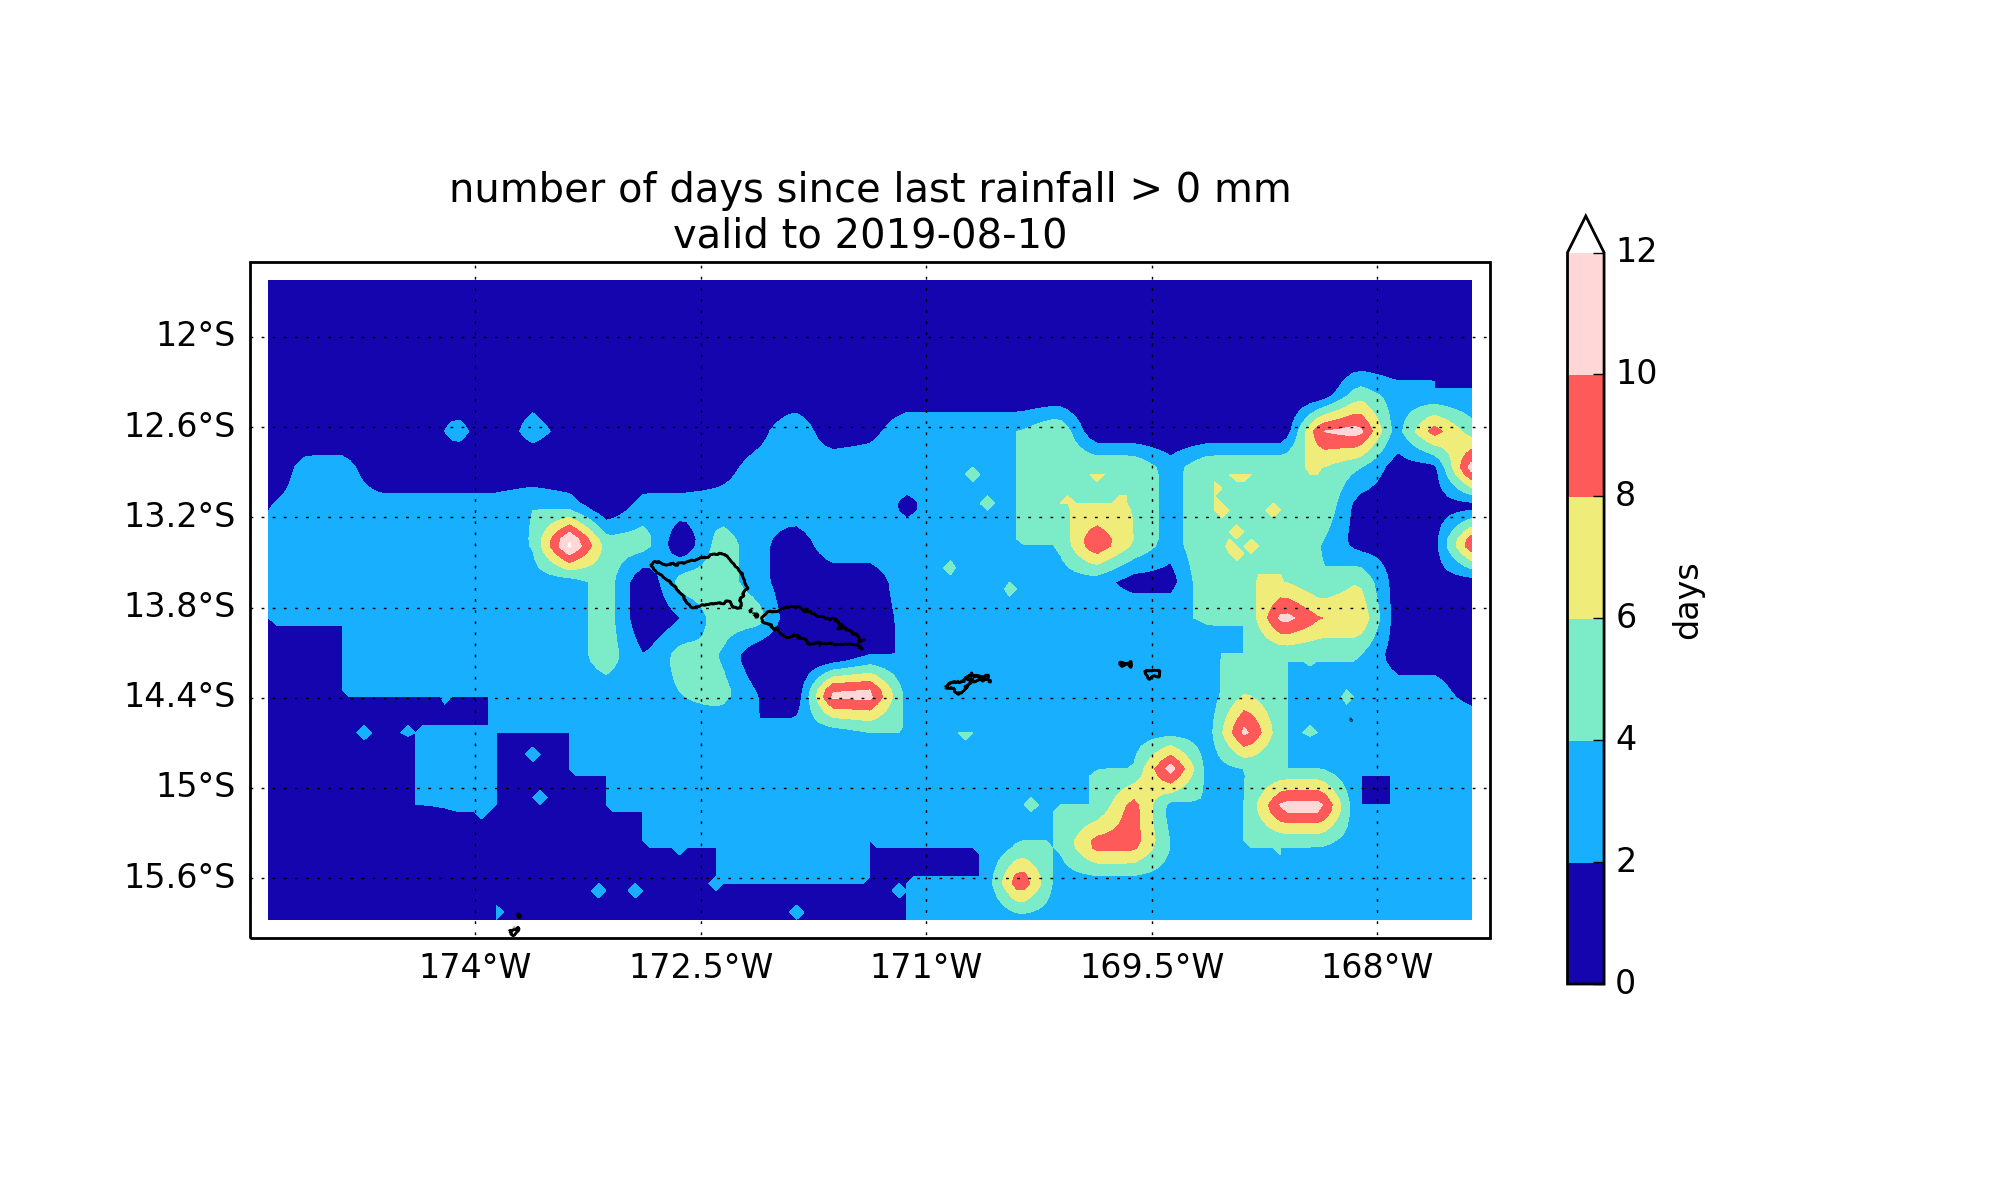 number of days since last rainfall > 0 mm
valid to 2019-08-10
12°S
12.6°S
13.2°S
13.8°S
14.4°S
15°S
15.6°S
174°W
172.5°W
171°W
169.5°W
168°W
12
10
8
6
4
2
0
days